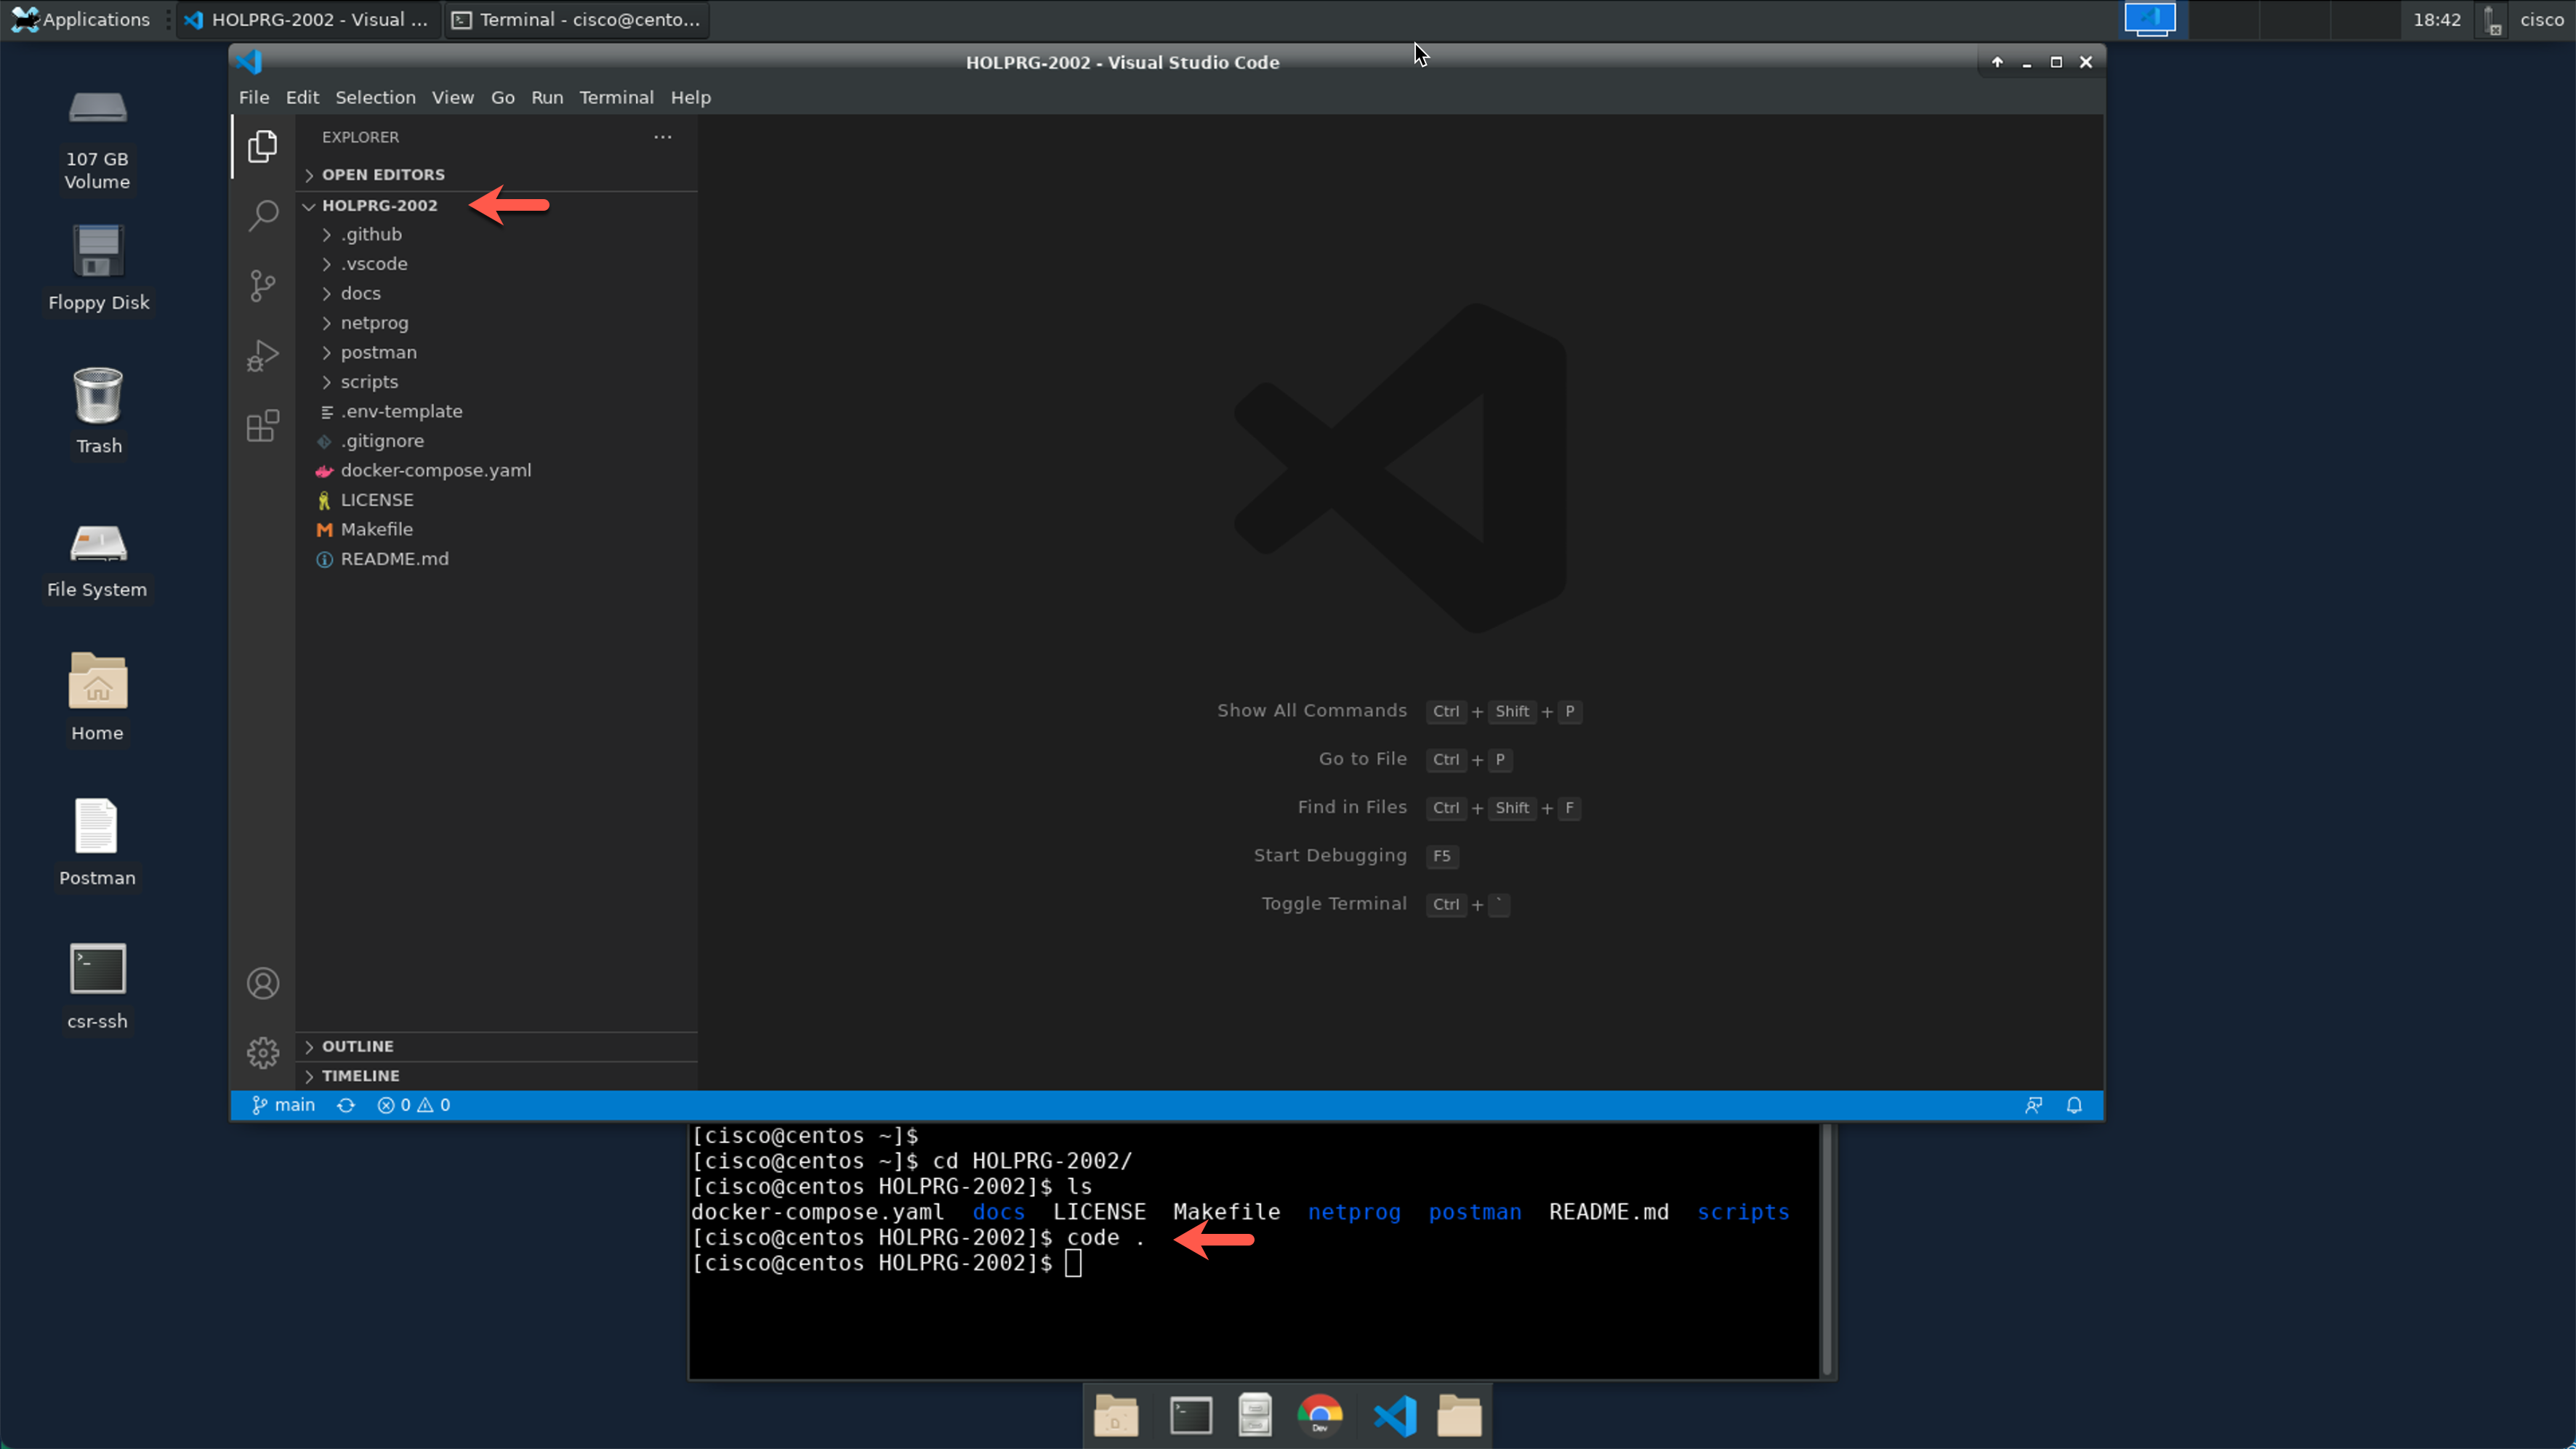 Applications
HOLPRG-2002 - Visual ...
Terminal - cisco@cento...
18:42
cisco
HOLPRG-2002 - Visual Studio Code
File Edit Selection View Go Run Terminal Help
107 GB
Volume
Floppy Disk
Trash
File System
Home
Postman
csr-ssh
EXPLORER
OPEN EDITORS
HOLPRG-2002
.github
.vscode
docs
netprog
postman
scripts
.env-template
.gitignore
docker-compose.yaml
LICENSE
Makefile
README.md
OUTLINE
TIMELINE
Show All Commands Ctrl + Shift + P
Go to File Ctrl + P
Find in Files Ctrl + Shift + F
Start Debugging F5
Toggle Terminal Ctrl + `
main 0 0
[cisco@centos ~]$
[cisco@centos ~]$ cd HOLPRG-2002/
[cisco@centos HOLPRG-2002]$ ls
docker-compose.yaml docs LICENSE Makefile netprog postman README.md scripts
[cisco@centos HOLPRG-2002]$ code .
[cisco@centos HOLPRG-2002]$
Dev